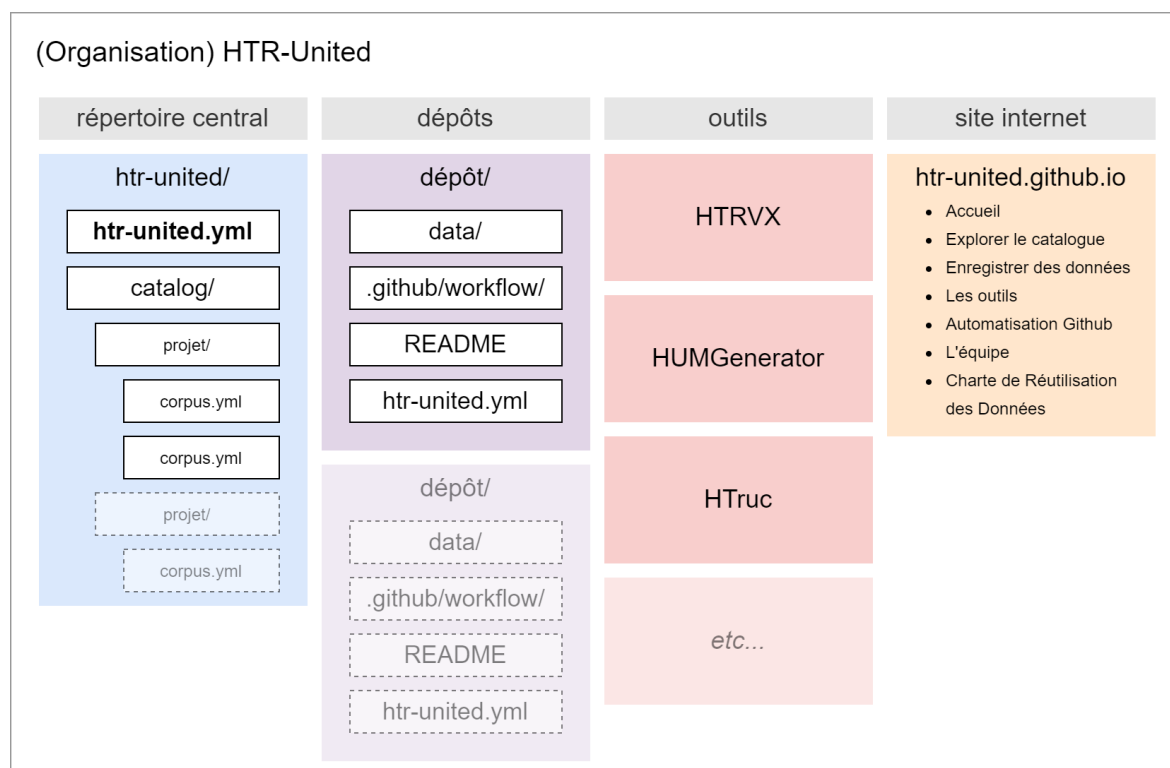 (Organisation) HTR-United
répertoire central
htr-united/
htr-united.yml
catalog/
projet/
corpus.yml
corpus.yml
projet/
corpus.yml
dépôts
dépôt/
data/
.github/workflow/
README
htr-united.yml
dépôt/
data/
.github/workflow/
README
htr-united.yml
outils
HTRVX
HUMGenerator
HTruc
etc...
site internet
htr-united.github.io
Accueil
Explorer le catalogue
Enregistrer des données
Les outils
Automatisation Github
L'équipe
Charte de Réutilisation
des Données